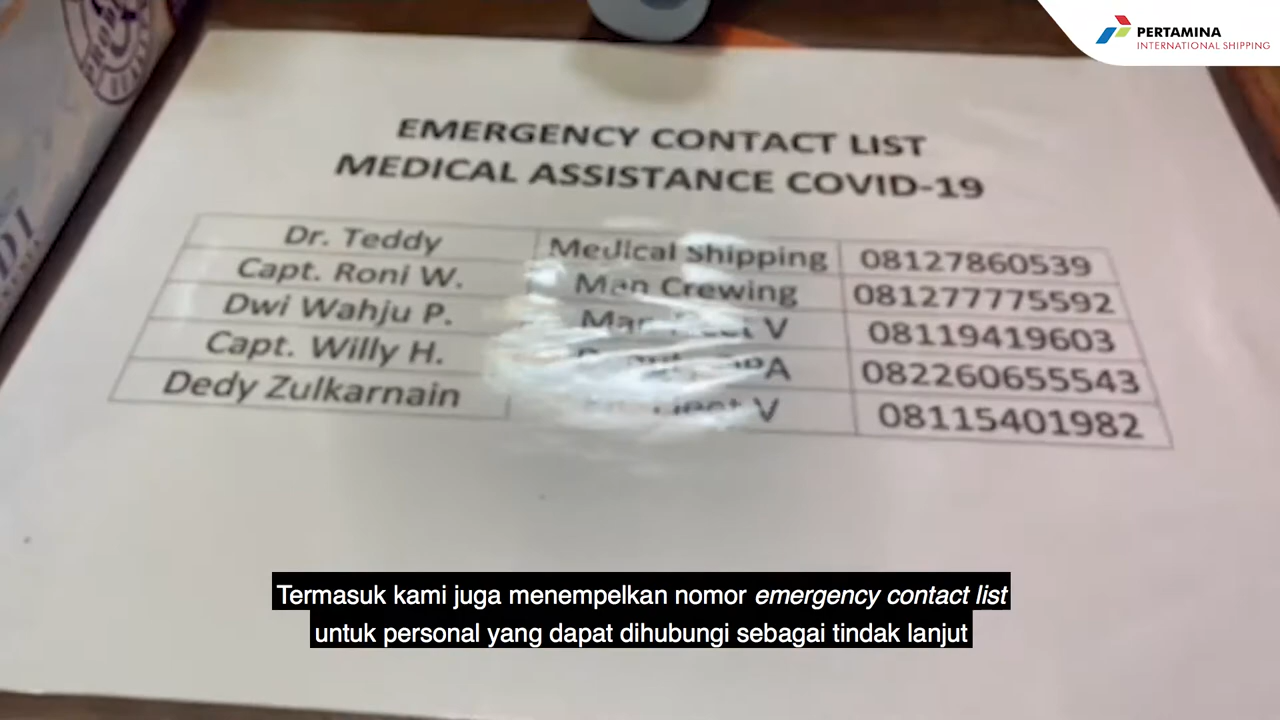 PERTAMINA
INTERNATIONAL SHIPPING
EMERGENCY CONTACT LIST
MEDICAL ASSISTANCE COVID-19
Dr. Teddy Medical Shipping 08127860539
Capt. Roni W. Man Crewing 081277775592
Dwi Wahju P. V 08119419603
Capt. Willy H. 082260655543
Dedy Zulkarnain V 08115401982
Termasuk kami juga menempelkan nomor emergency contact list
untuk personal yang dapat dihubungi sebagai tindak lanjut